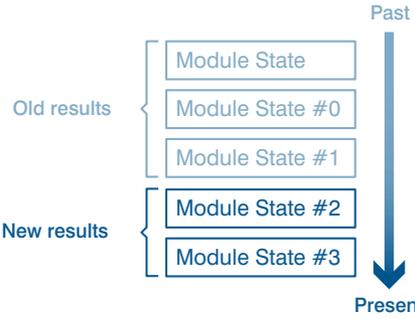 Past
Module State
Old results
Module State #0
Module State #1
Module State #2
New results
Module State #3
Presen